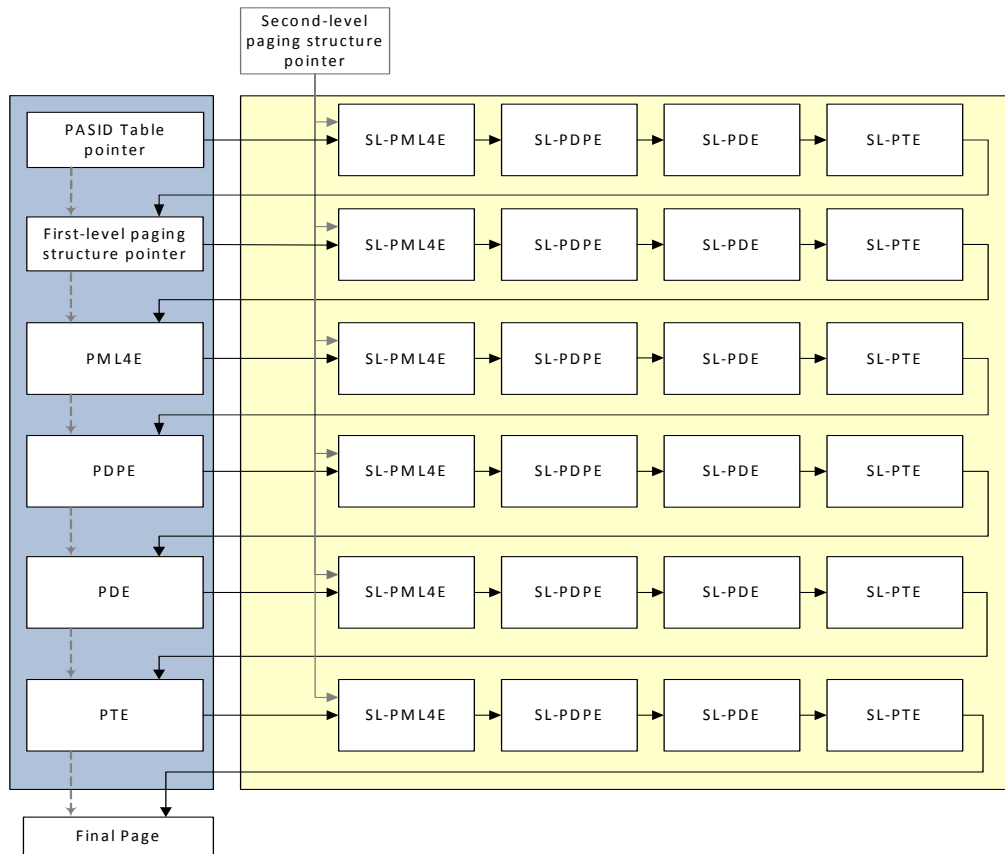 Second-level
paging structure
pointer
PASID Table
pointer
SL-PML4E
SL-PDPE
SL-PDE
SL-PTE
First-level paging
structure pointer
SL-PML4E
SL-PDPE
SL-PDE
SL-PTE
PML4E
SL-PML4E
SL-PDPE
SL-PDE
SL-PTE
PDPE
SL-PML4E
SL-PDPE
SL-PDE
SL-PTE
PDE
SL-PML4E
SL-PDPE
SL-PDE
SL-PTE
PTE
SL-PML4E
SL-PDPE
SL-PDE
SL-PTE
Final Page